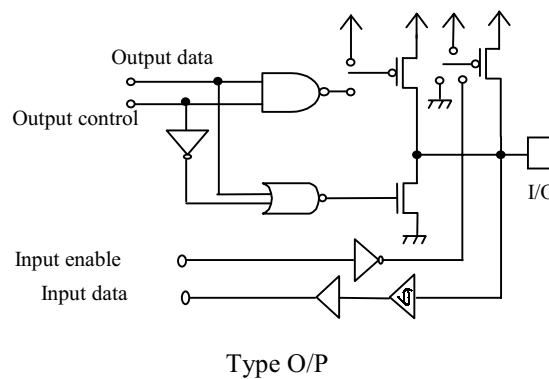 Output data
Output control
I/O
Input enable
Input data
Type O/P